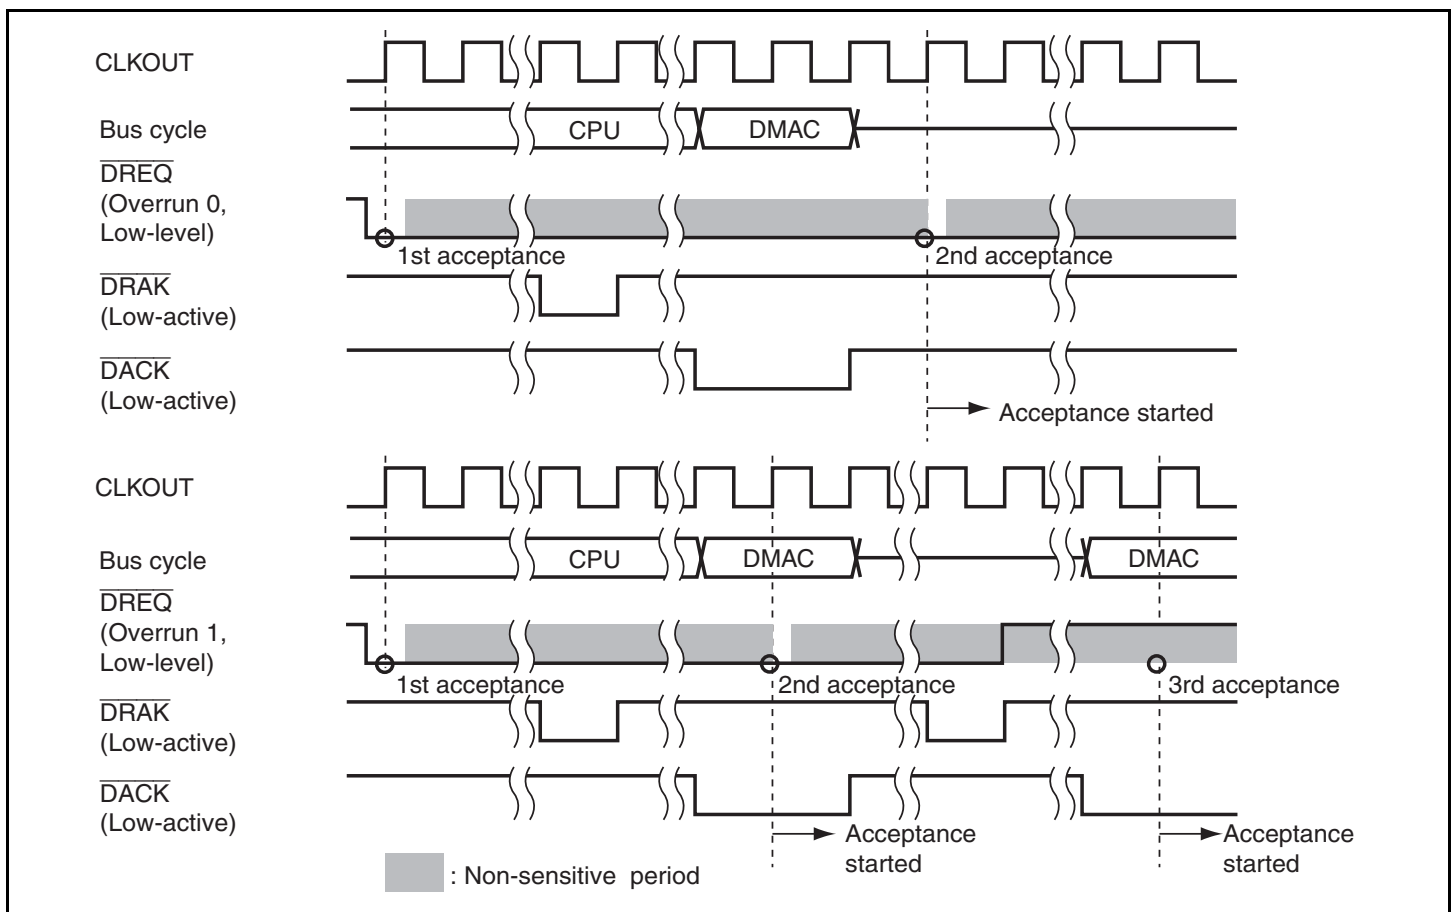 CLKOUT
Bus cycle
CPU
DMAC
DREQ
(Overrun 0,
Low-level)
1st acceptance
2nd acceptance
DRAK
(Low-active)
DACK
(Low-active)
Acceptance started
CLKOUT
Bus cycle
CPU
DMAC
DMAC
DREQ
(Overrun 1,
Low-level)
1st acceptance
2nd acceptance
3rd acceptance
DRAK
(Low-active)
DACK
(Low-active)
Acceptance
started
Acceptance
started
: Non-sensitive period